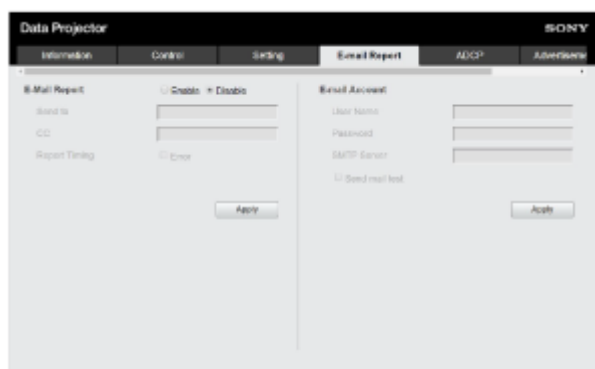 Data Projector
SONY
Information Control Setting E-mail Report ADCP Advertiseme
E-Mail Report Enable Disable
Send to
CC
Report Timing Error
Apply
E-mail Account
User Name
Password
SMTP Server
Send mail test
Apply